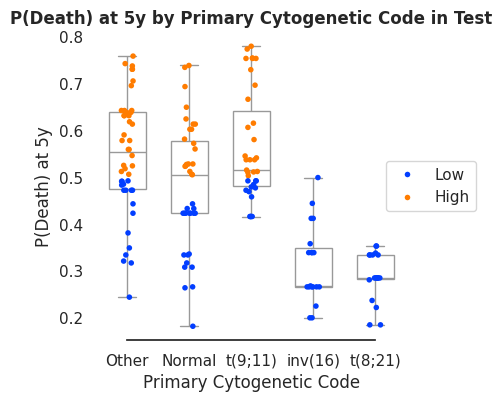 P(Death) at 5y by Primary Cytogenetic Code in Test
0.8
0.7
0.6
0.5
0.4
0.3
0.2
P(Death) at 5y
Low
High
Other Normal t(9;11) inv(16) t(8;21)
Primary Cytogenetic Code